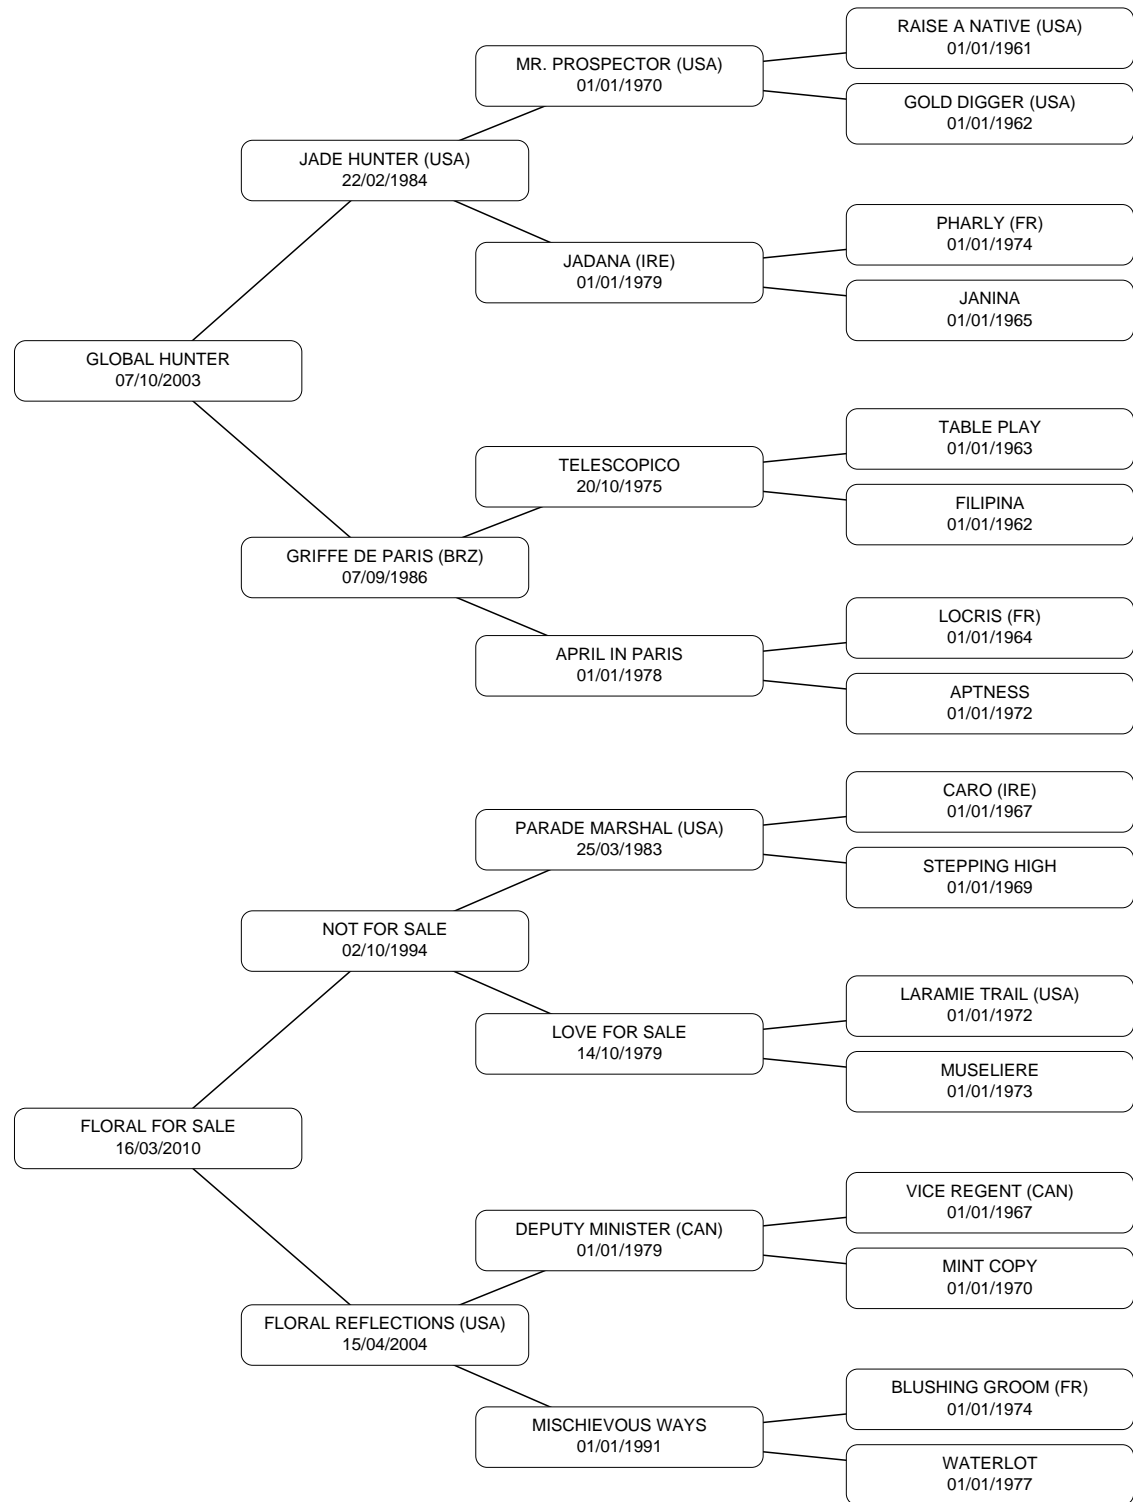 RAISE A NATIVE (USA)
01/01/1961
MR. PROSPECTOR (USA)
01/01/1970
GOLD DIGGER (USA)
01/01/1962
JADE HUNTER (USA)
22/02/1984
PHARLY (FR)
01/01/1974
JADANA (IRE)
01/01/1979
JANINA
01/01/1965
GLOBAL HUNTER
07/10/2003
TABLE PLAY
01/01/1963
TELESCOPICO
20/10/1975
FILIPINA
01/01/1962
GRIFFE DE PARIS (BRZ)
07/09/1986
LOCRIS (FR)
01/01/1964
APRIL IN PARIS
01/01/1978
APTNESS
01/01/1972
CARO (IRE)
01/01/1967
PARADE MARSHAL (USA)
25/03/1983
STEPPING HIGH
01/01/1969
NOT FOR SALE
02/10/1994
LARAMIE TRAIL (USA)
01/01/1972
LOVE FOR SALE
14/10/1979
MUSELIERE
01/01/1973
FLORAL FOR SALE
16/03/2010
VICE REGENT (CAN)
01/01/1967
DEPUTY MINISTER (CAN)
01/01/1979
MINT COPY
01/01/1970
FLORAL REFLECTIONS (USA)
15/04/2004
BLUSHING GROOM (FR)
01/01/1974
MISCHIEVOUS WAYS
01/01/1991
WATERLOT
01/01/1977